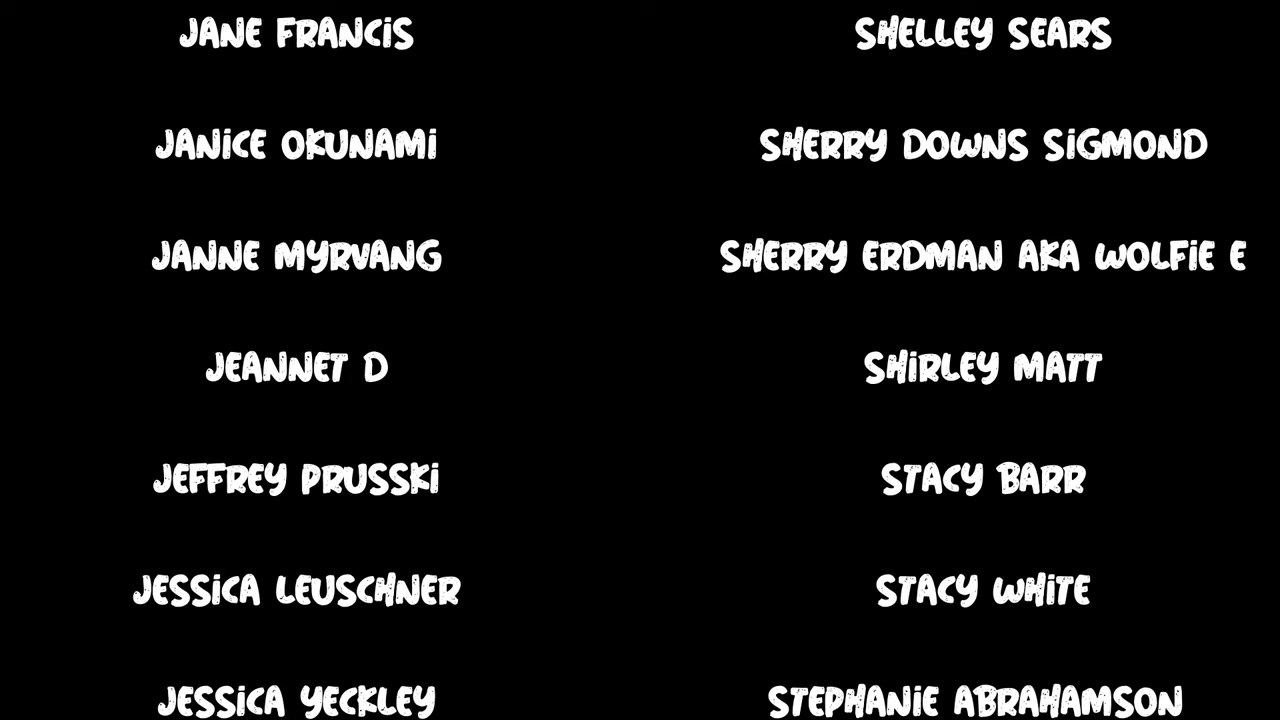 JANE FRANCIS
JANICE OKUNAMI
JANNE MYRVANG
JEANNET D
JEFFREY PRUSSKI
JESSICA LEUSCHNER
JESSICA YECKLEY
SHELLEY SEARS
SHERRY DOWNS SIGMOND
SHERRY ERDMAN AKA WOLFIE E
SHIRLEY MATT
STACY BARR
STACY WHITE
STEPHANIE ABRAHAMSON